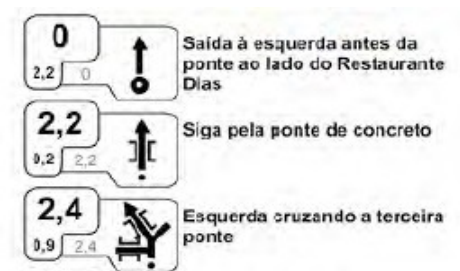 0
2,2 0
Saída à esquerda antes da
ponte ao lado do Restaurante
Dias
2,2
0,2 2,2
Siga pela ponte de concreto
2,4
0,9 2,4
Esquerda cruzando a terceira
ponte